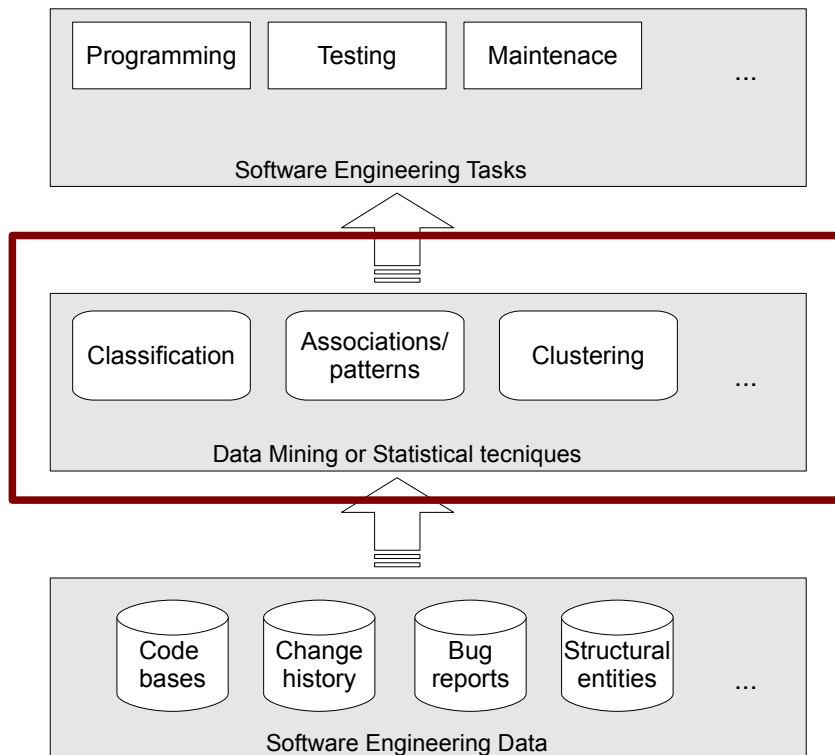 Programming
Testing
Maintenace
...
Software Engineering Tasks
Classification
Associations/
patterns
Clustering
...
Data Mining or Statistical tecniques
Code
bases
Change
history
Bug
reports
Structural
entities
...
Software Engineering Data